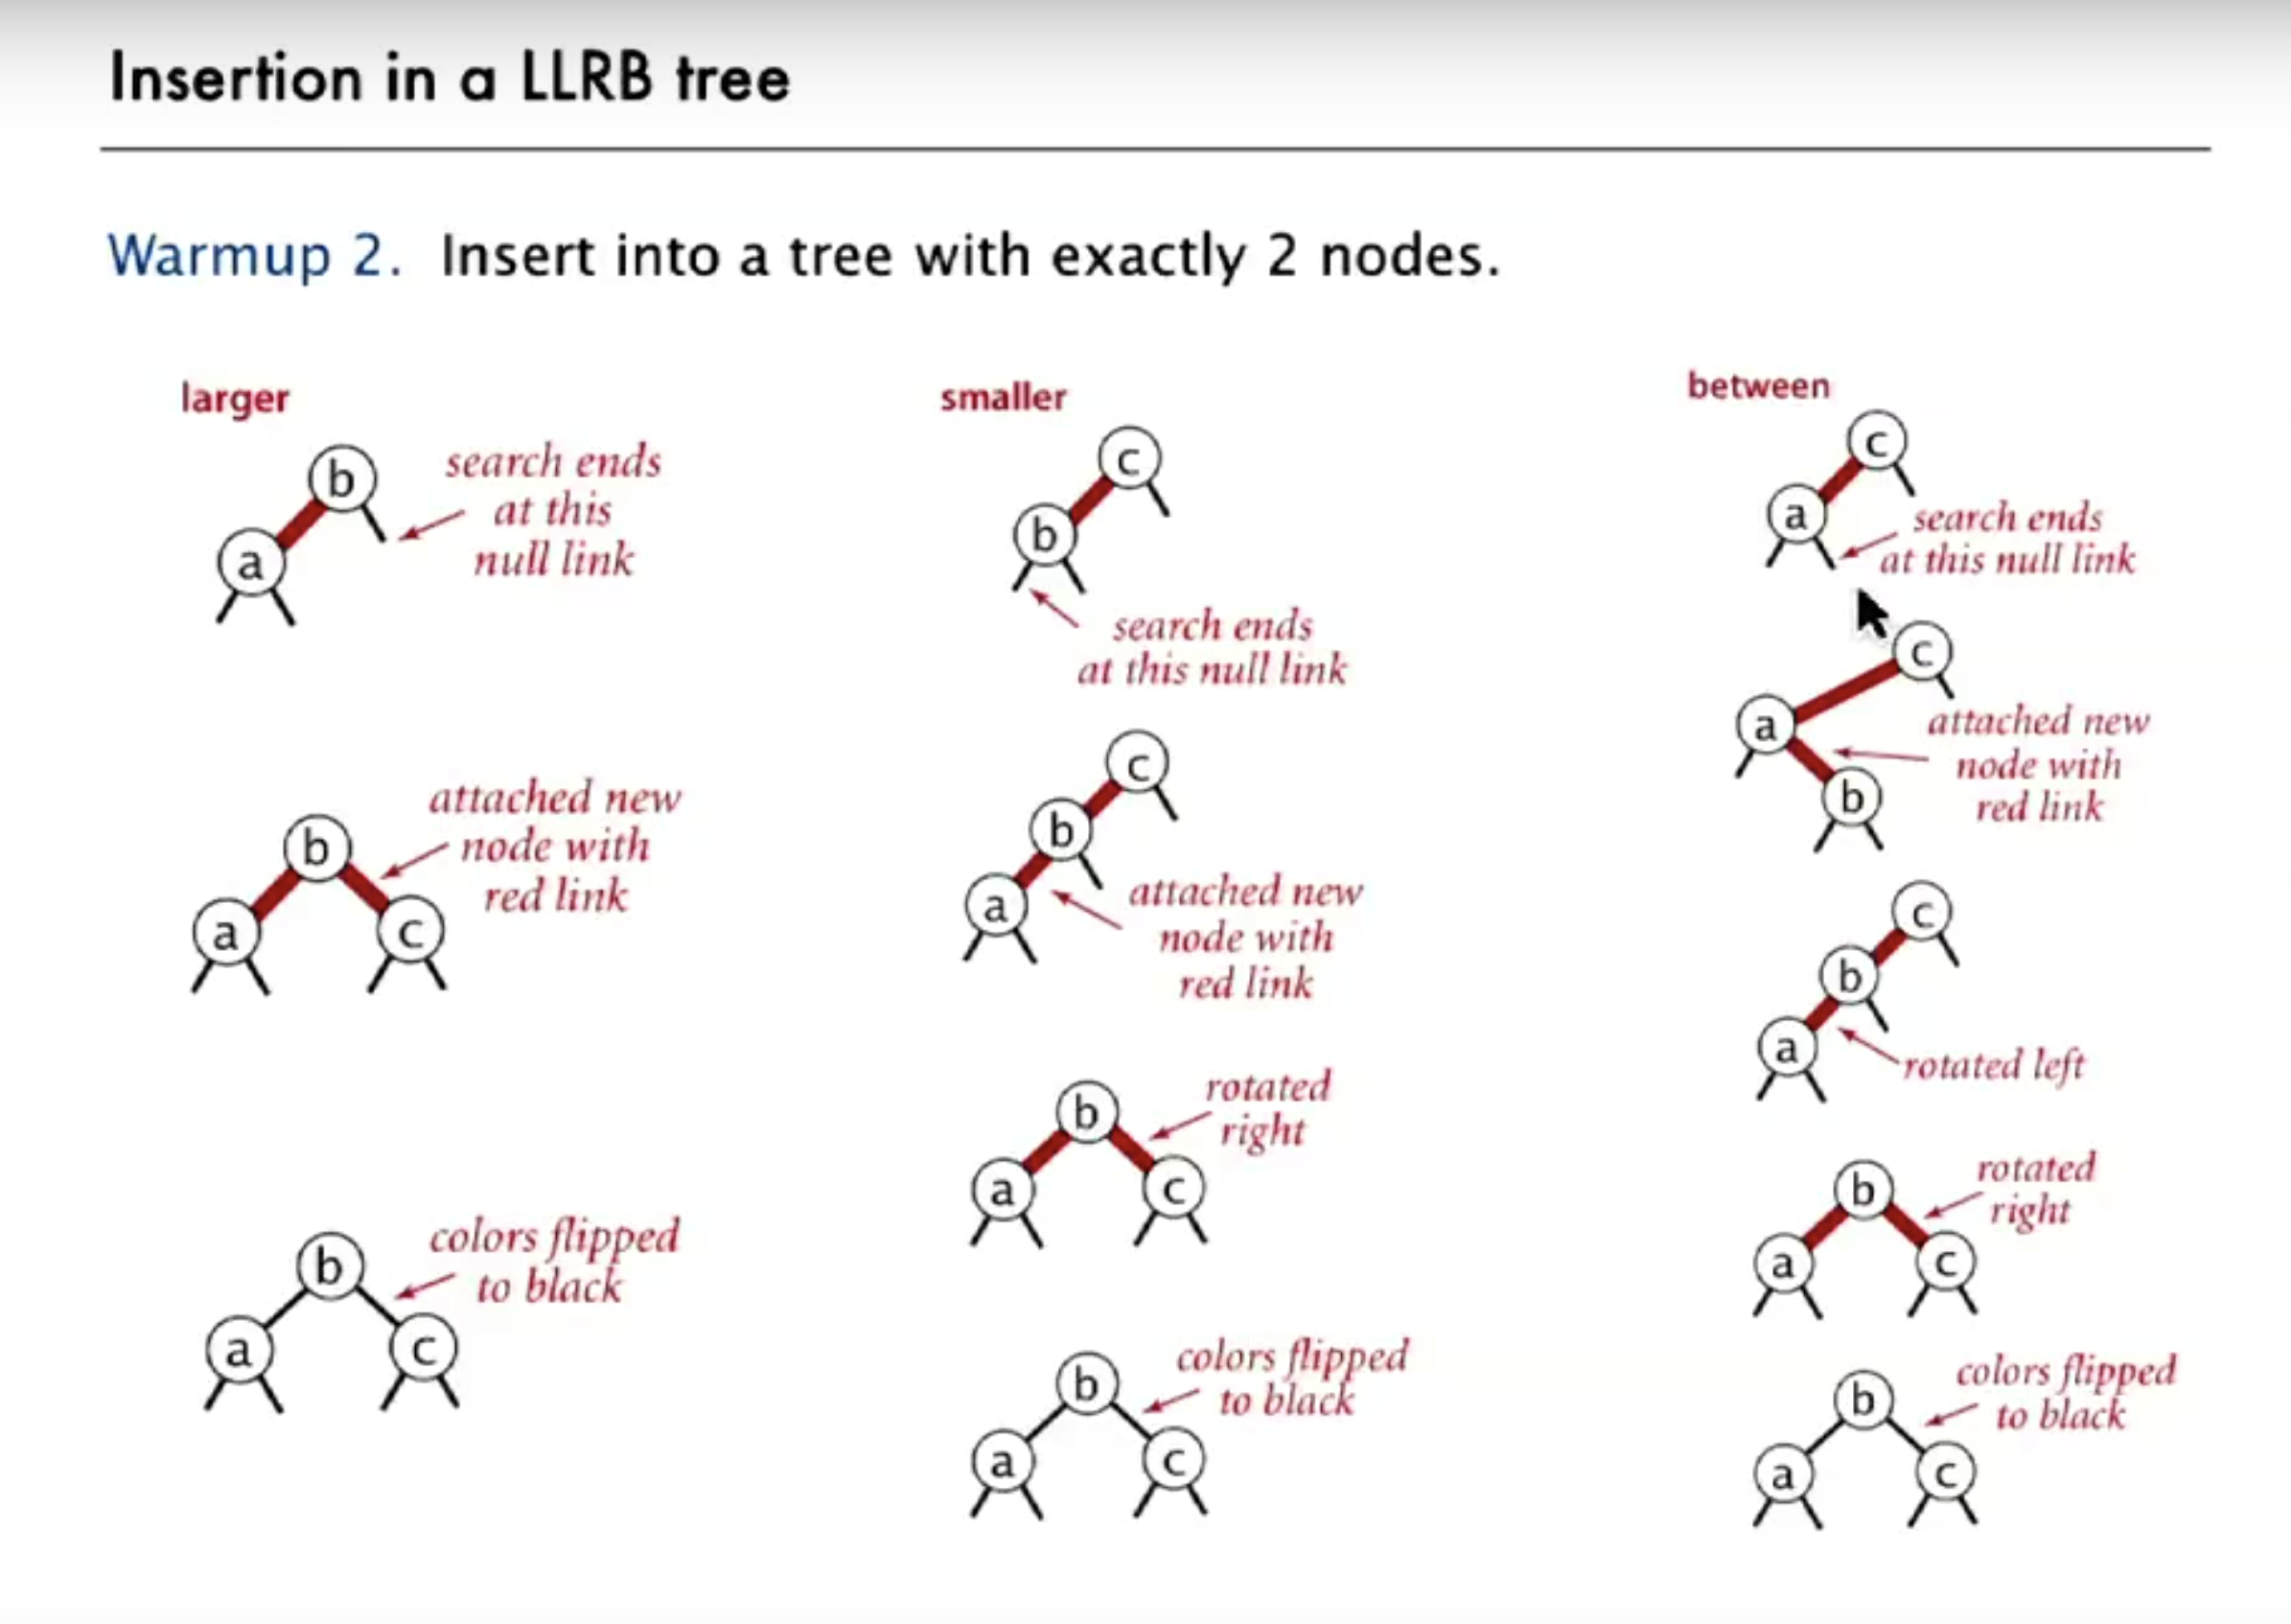 Insertion in a LLRB tree
Warmup 2. Insert into a tree with exactly 2 nodes.
larger
b
search ends
at this
null link
a
attached new
node with
red link
b
a
c
colors flipped
to black
b
a
c
smaller
c
b
search ends
at this null link
c
b
a
attached new
node with
red link
rotated
right
b
a
c
colors flipped
to black
b
a
c
between
c
a
search ends
at this null link
c
a
attached new
node with
red link
b
c
b
a
rotated left
rotated
right
b
a
c
colors flipped
to black
b
a
c